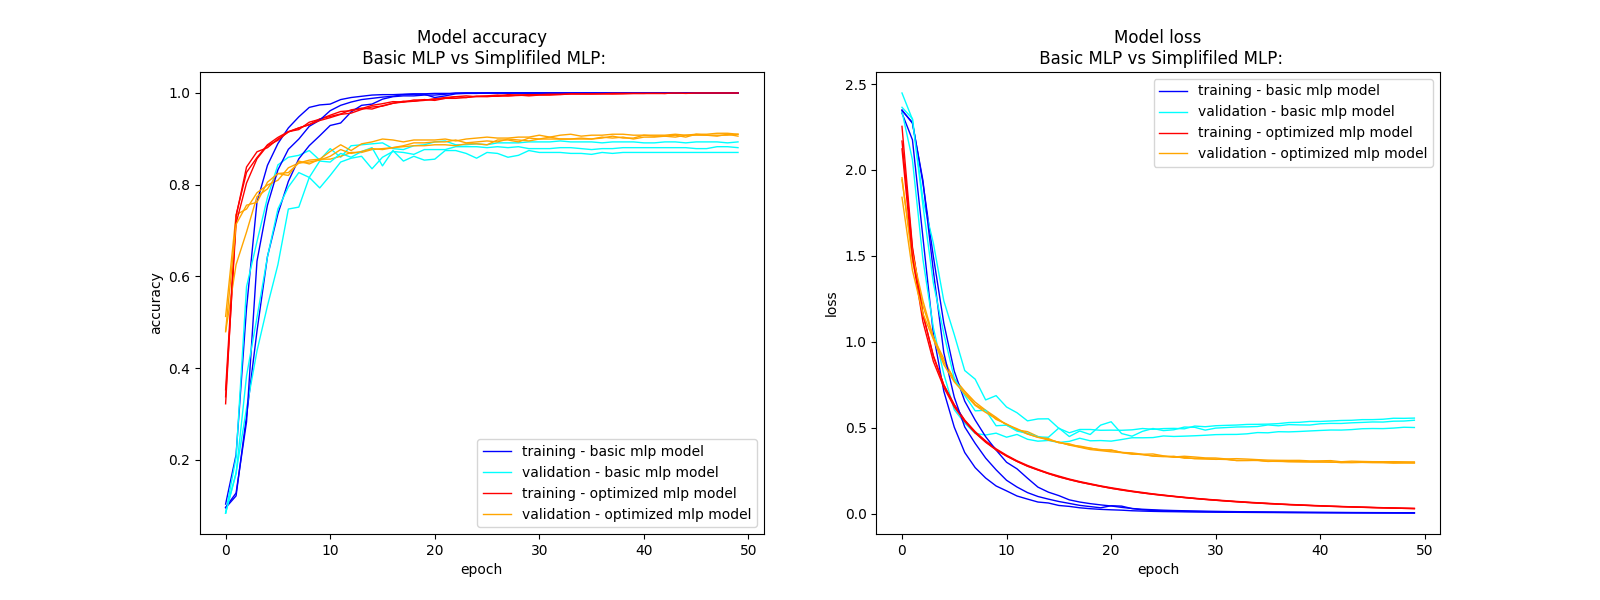 Model accuracy
Basic MLP vs Simplifiled MLP:
accuracy
1.0
0.8
0.6
0.4
0.2
0
10
20
30
40
50
epoch
training - basic mlp model
validation - basic mlp model
training - optimized mlp model
validation - optimized mlp model
Model loss
Basic MLP vs Simplifiled MLP:
loss
2.5
2.0
1.5
1.0
0.5
0.0
0
10
20
30
40
50
epoch
training - basic mlp model
validation - basic mlp model
training - optimized mlp model
validation - optimized mlp model